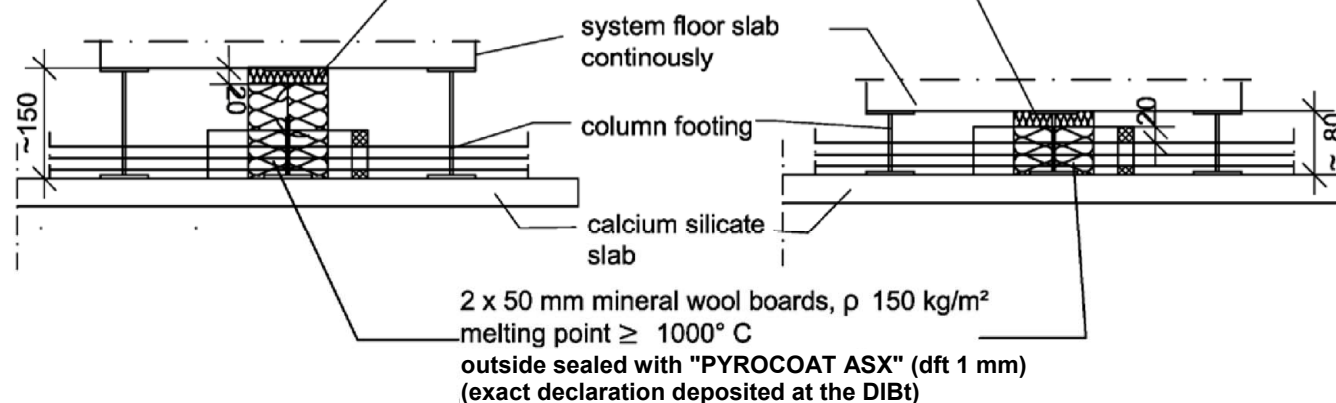 system floor slab
continously
20
~150
20
column footing
~ 80
calcium silicate
slab
2 x 50 mm mineral wool boards, ρ 150 kg/m²
melting point ≥ 1000° C
outside sealed with "PYROCOAT ASX" (dft 1 mm)
(exact declaration deposited at the DIBt)